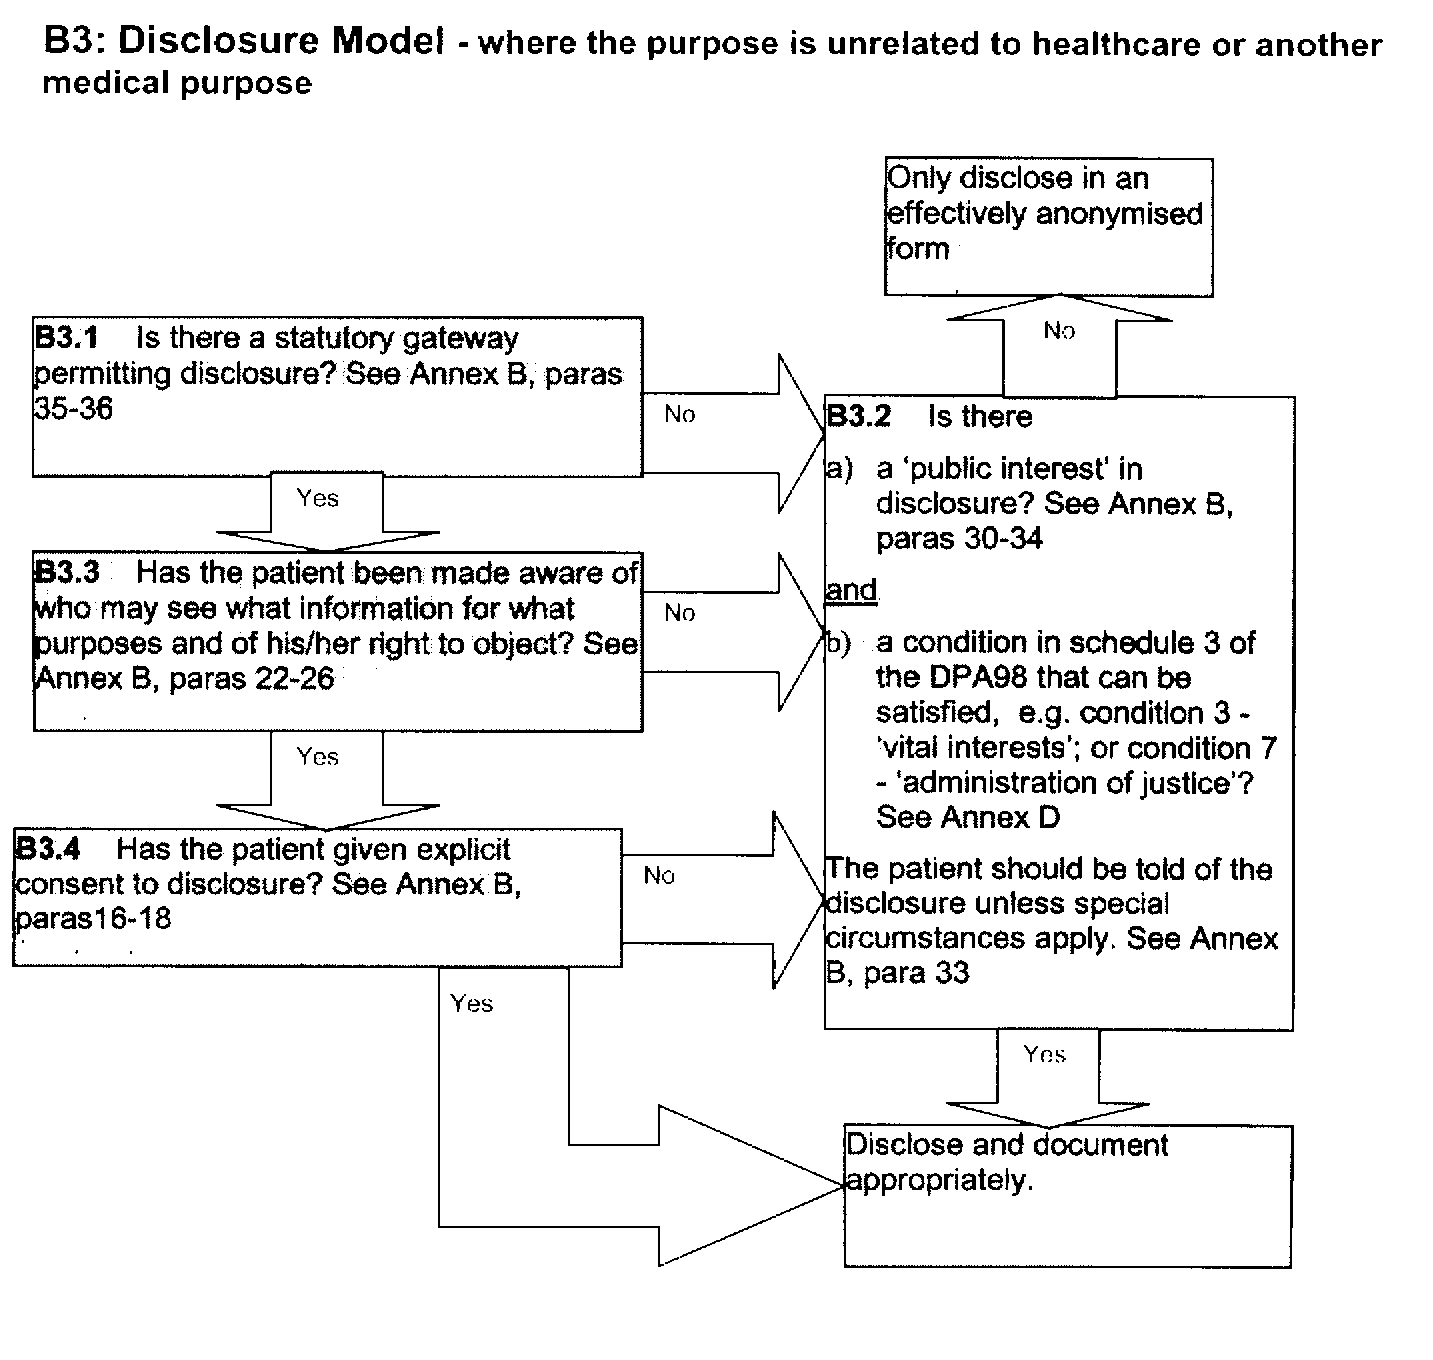 B3: Disclosure Model - where the purpose is unrelated to healthcare or another
medical purpose
Only disclose in an
effectively anonymised
form
No
B3.1 Is there a statutory gateway
permitting disclosure? See Annex B, paras
35-36
No
Yes
B3.2 Is there
a) a ‘public interest’ in
disclosure? See Annex B,
paras 30-34
and
b) a condition in schedule 3 of
the DPA98 that can be
satisfied, e.g. condition 3 -
‘vital interests’; or condition 7
- ‘administration of justice’?
See Annex D
The patient should be told of the
disclosure unless special
circumstances apply. See Annex
B, para 33
B3.3 Has the patient been made aware of
who may see what information for what
purposes and of his/her right to object? See
Annex B, paras 22-26
No
Yes
B3.4 Has the patient given explicit
consent to disclosure? See Annex B,
paras16-18
No
Yes
Yes
Disclose and document
appropriately.